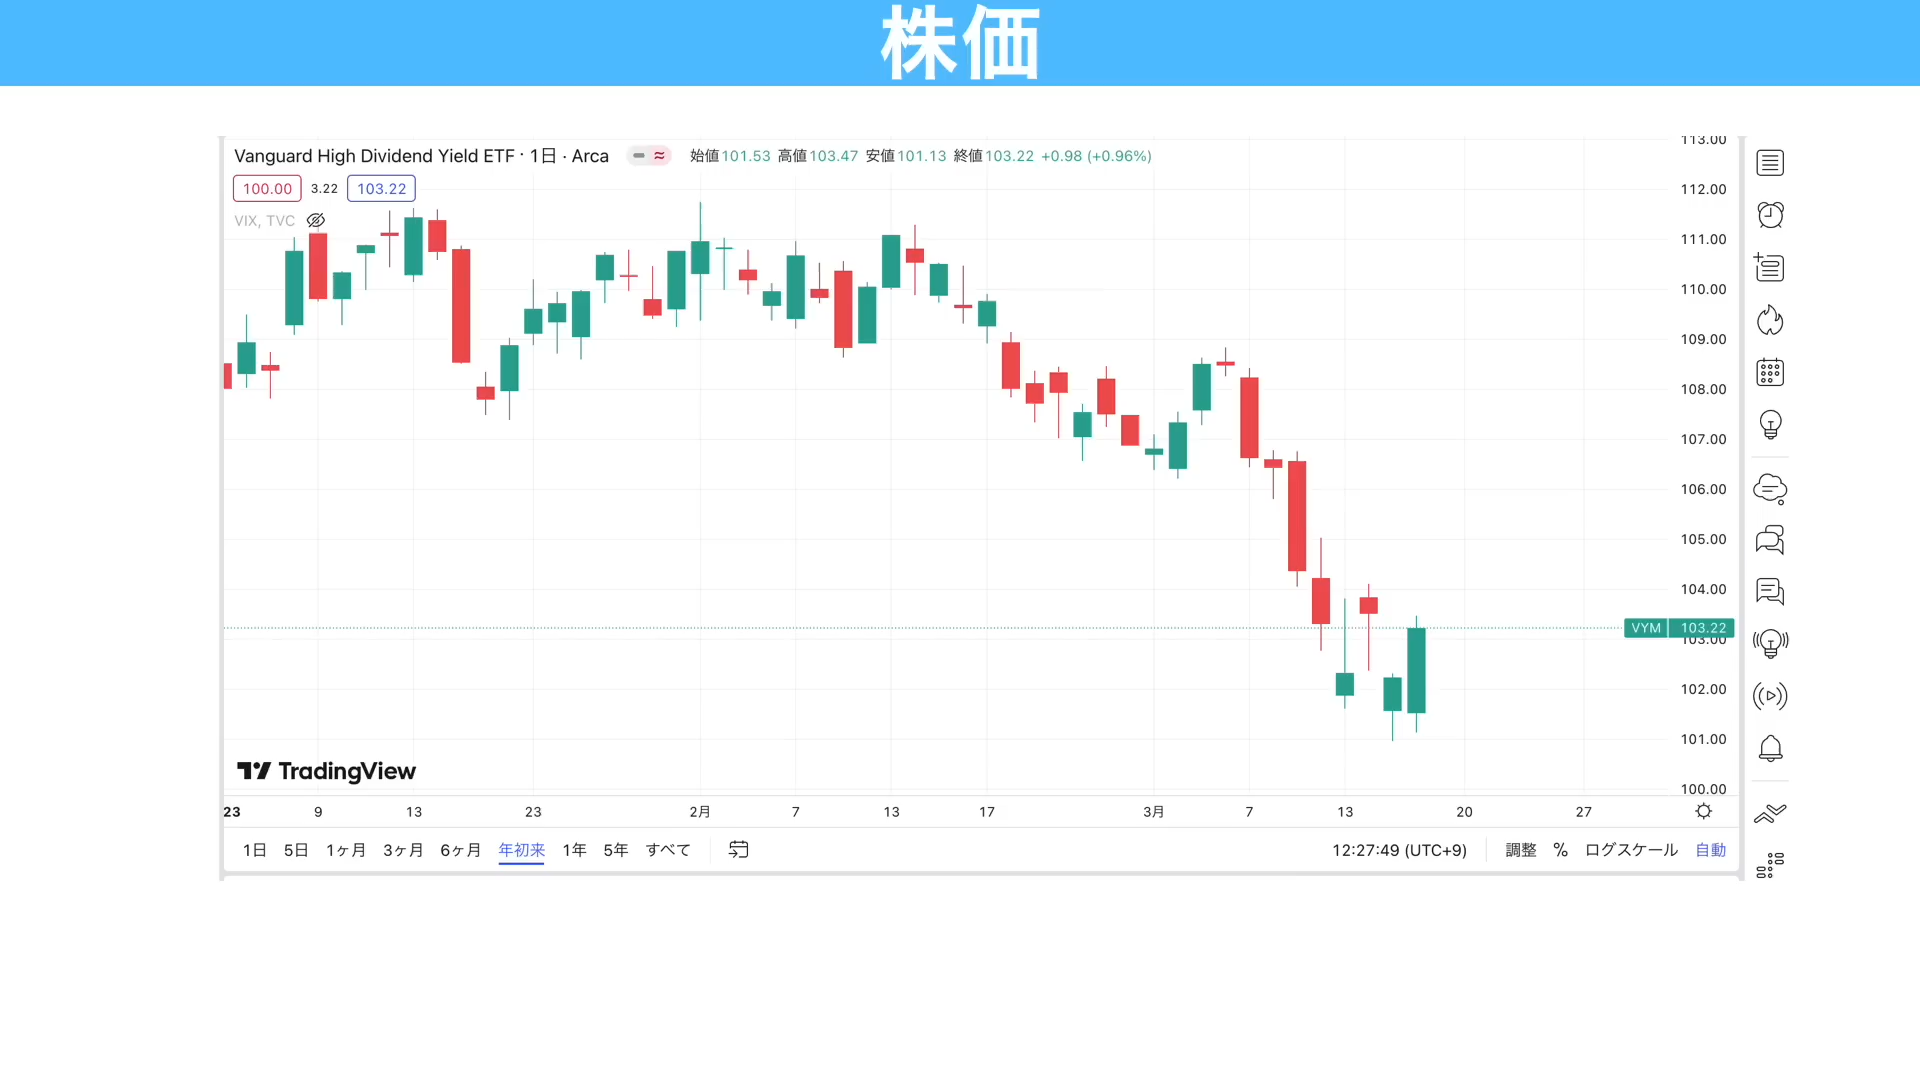 株価
Vanguard High Dividend Yield ETF · 1日 · Arca 始値101.53 高値103.47 安値101.13 終値103.22 +0.98 (+0.96%)
100.00 3.22 103.22
VIX, TVC
113.00
112.00
111.00
110.00
109.00
108.00
107.00
106.00
105.00
104.00
VYM 103.22
103.00
102.00
101.00
100.00
TradingView
23 9 13 23 2月 7 13 17 3月 7 13 20 27
1日 5日 1ヶ月 3ヶ月 6ヶ月 年初来 1年 5年 すべて 12:27:49 (UTC+9) 調整 % ログスケール 自動